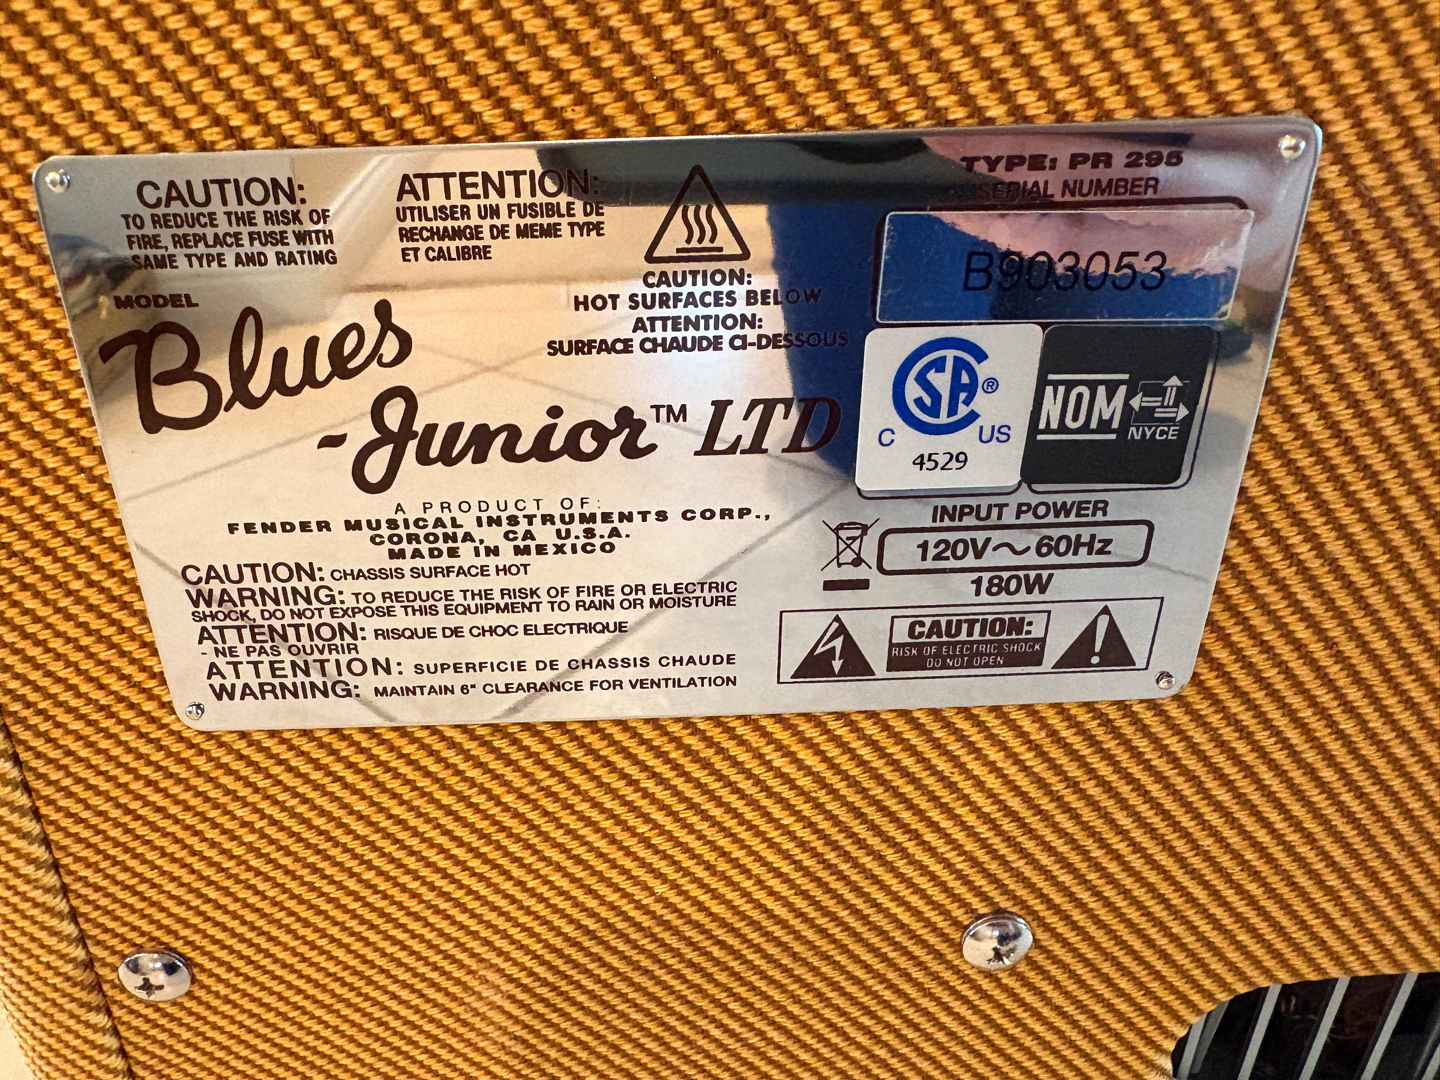 CAUTION:
TO REDUCE THE RISK OF
FIRE, REPLACE FUSE WITH
SAME TYPE AND RATING
ATTENTION:
UTILISER UN FUSIBLE DE
RECHANGE DE MEME TYPE
ET CALIBRE
CAUTION:
HOT SURFACES BELOW
ATTENTION:
SURFACE CHAUDE CI-DESSOUS
TYPE: PR 295
SERIAL NUMBER
B903053
MODEL
Blues
Junior™ LTD
CSA®
C US
4529
NOM
NYCE
A PRODUCT OF:
FENDER MUSICAL INSTRUMENTS CORP.,
CORONA, CA U.S.A.
MADE IN MEXICO
INPUT POWER
120V~60Hz
180W
CAUTION: CHASSIS SURFACE HOT
WARNING: TO REDUCE THE RISK OF FIRE OR ELECTRIC
SHOCK, DO NOT EXPOSE THIS EQUIPMENT TO RAIN OR MOISTURE
ATTENTION: RISQUE DE CHOC ELECTRIQUE
- NE PAS OUVRIR
ATTENTION: SUPERFICIE DE CHASSIS CHAUDE
WARNING: MAINTAIN 6" CLEARANCE FOR VENTILATION
CAUTION:
RISK OF ELECTRIC SHOCK
DO NOT OPEN